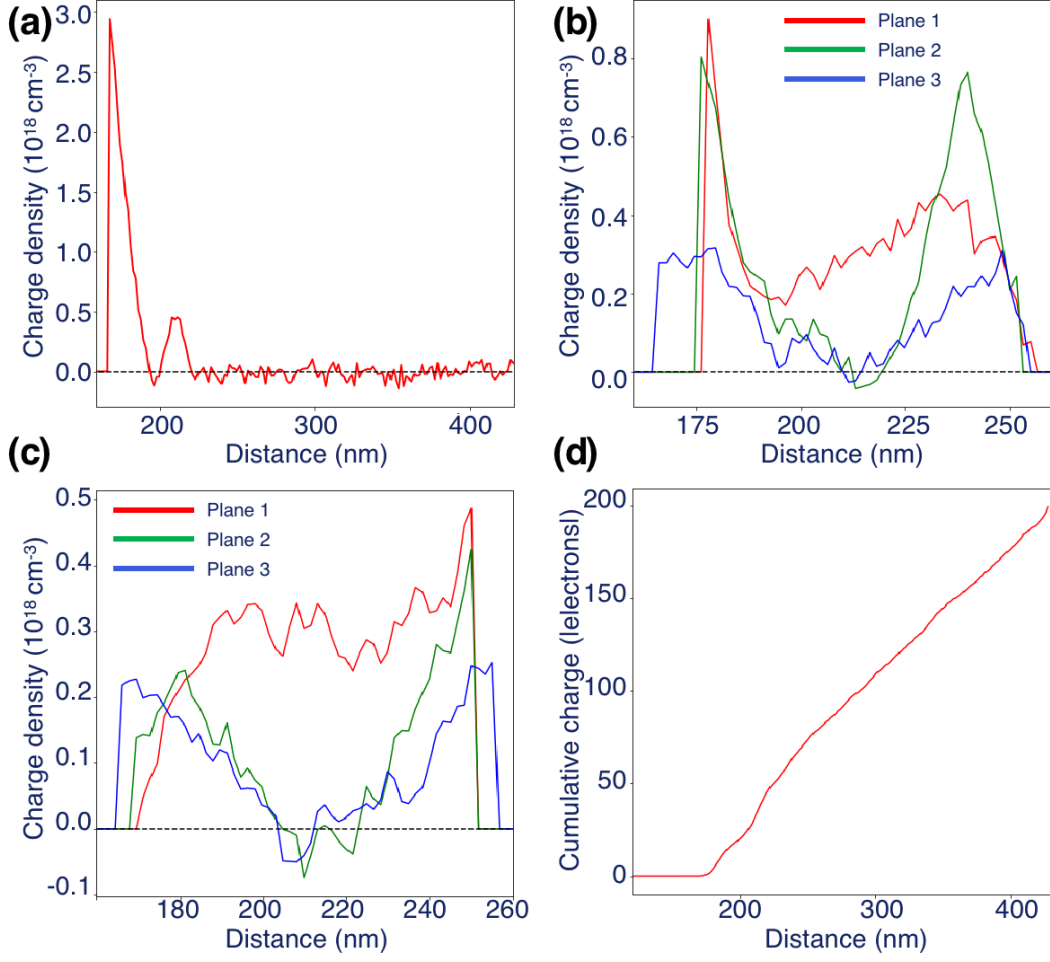 (a)
3.0
2.5
2.0
1.5
1.0
0.5
0.0
Charge density (10¹⁸ cm⁻³)
200
300
400
Distance (nm)
(b)
Plane 1
Plane 2
Plane 3
0.8
0.6
0.4
0.2
0.0
Charge density (10¹⁸ cm⁻³)
175
200
225
250
Distance (nm)
(c)
Plane 1
Plane 2
Plane 3
0.5
0.4
0.3
0.2
0.1
0.0
-0.1
Charge density (10¹⁸ cm⁻³)
180
200
220
240
260
Distance (nm)
(d)
200
150
100
50
0
Cumulative charge (lelectronsl)
200
300
400
Distance (nm)